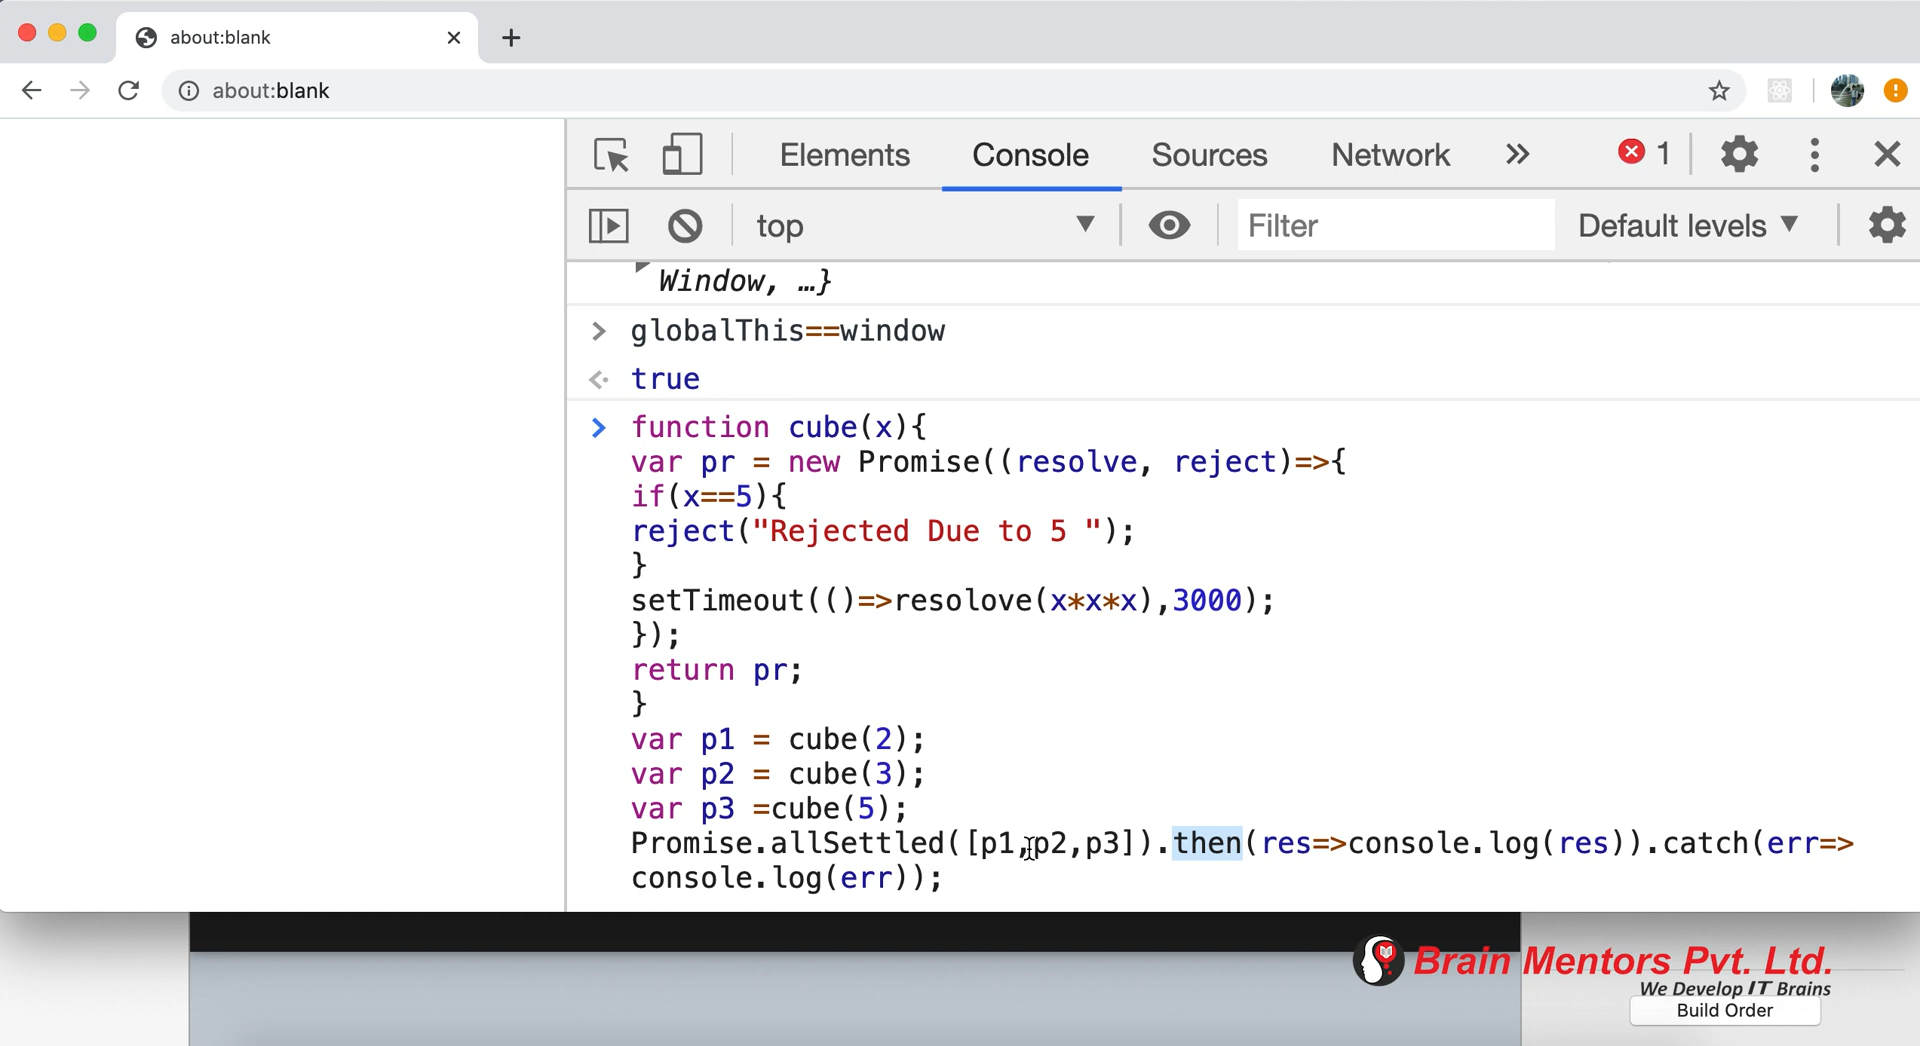 about:blank
about:blank
Elements Console Sources Network 1
top Filter Default levels
Window, …}
globalThis==window
true
function cube(x){
var pr = new Promise((resolve, reject)=>{
if(x==5){
reject("Rejected Due to 5 ");
}
setTimeout(()=>resolove(x*x*x),3000);
});
return pr;
}
var p1 = cube(2);
var p2 = cube(3);
var p3 =cube(5);
Promise.allSettled([p1,p2,p3]).then(res=>console.log(res)).catch(err=>
console.log(err));
Brain Mentors Pvt. Ltd.
We Develop IT Brains
Build Order